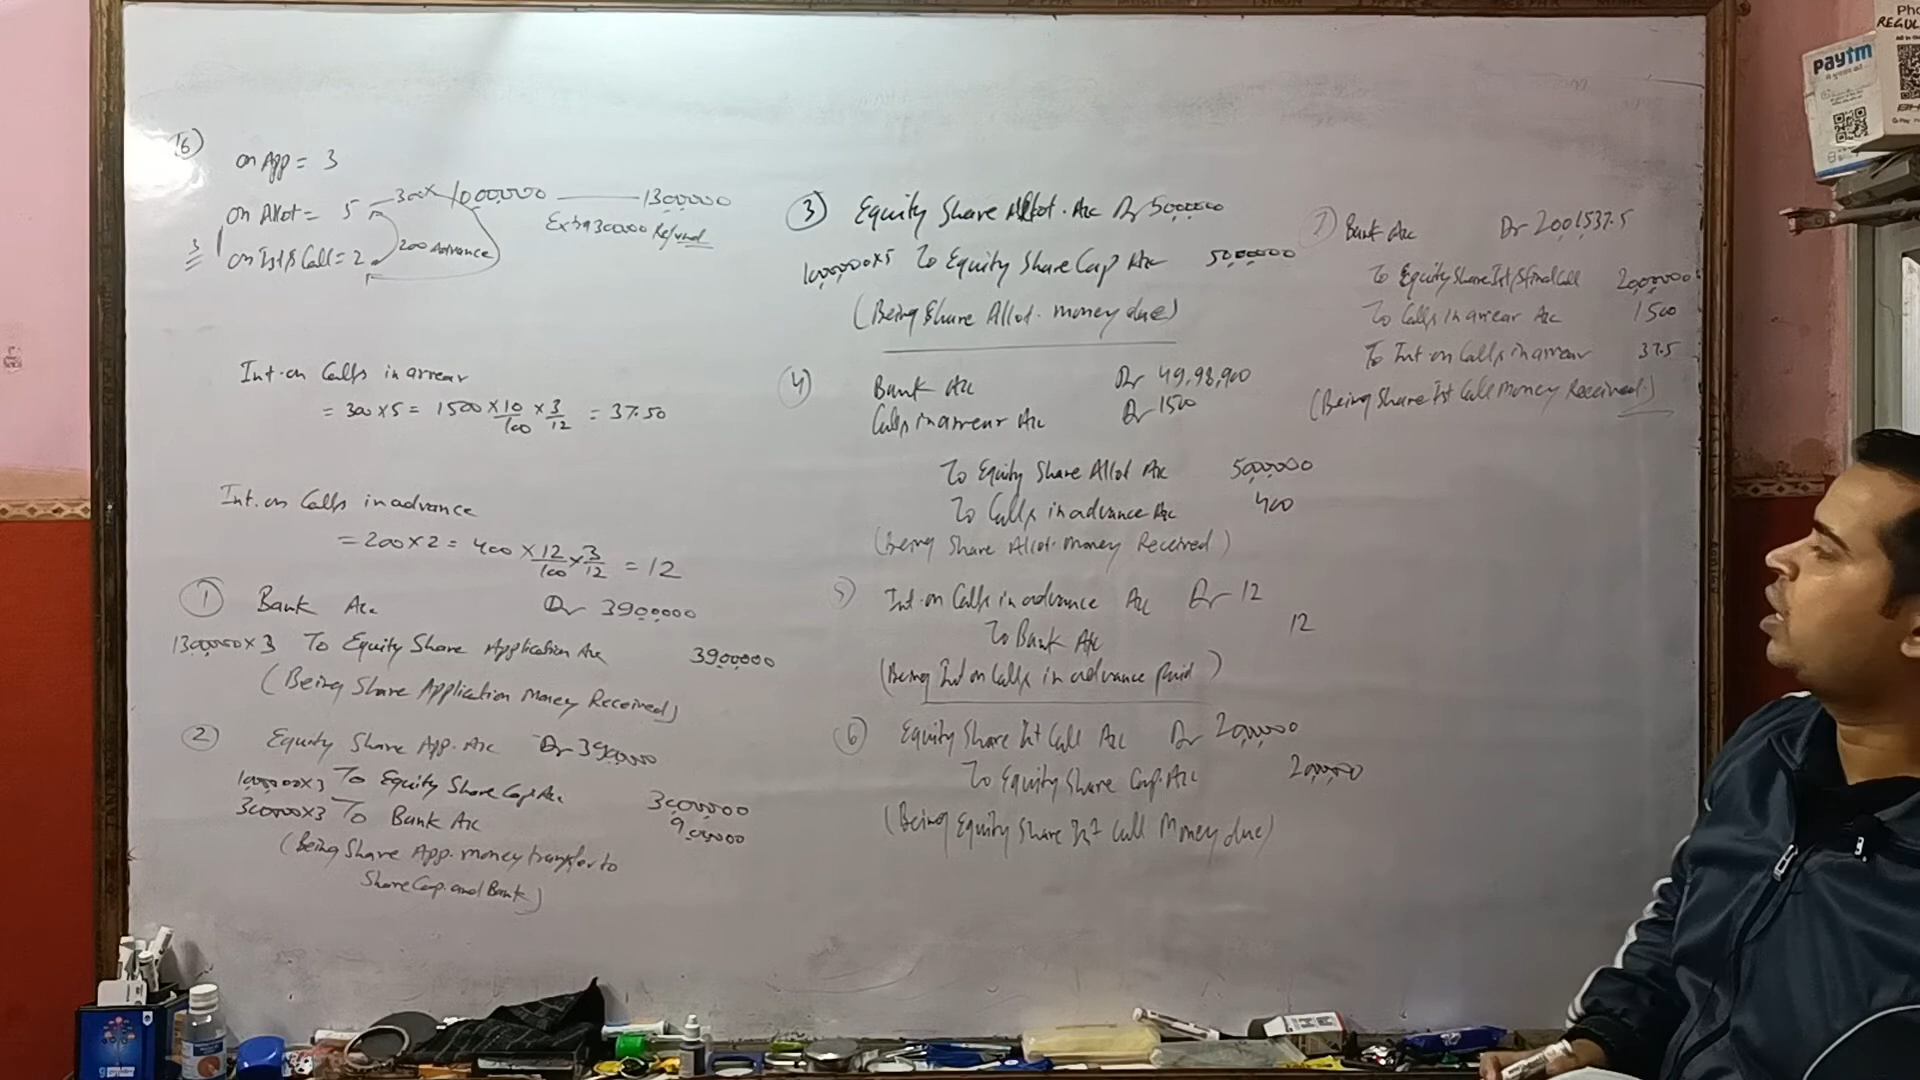 16)
on App = 3
on Allot = 5 300x 1000000 1300000
Extra 300000 Refund
3 on Ist/s Call = 2 200 Advance
Int. on Calls in arrear
= 300 x 5 = 1500 x 10/100 x 3/12 = 37.50
Int. on Calls in advance
= 200 x 2 = 400 x 12/100 x 3/12 = 12
1 Bank A/c Dr 3900000
1300000 x 3 To Equity Share Application A/c 3900000
(Being Share Application Money Received)
2 Equity Share App. A/c Dr 3900000
1000000 x 3 To Equity Share Cap. A/c 3000000
300000 x 3 To Bank A/c 900000
(Being Share App. money transfer to
Share Cap. and Bank)
3) Equity Share Allot. A/c Dr 5000000
1000000 x 5 To Equity Share Cap A/c 5000000
(Being Share Allot. money due)
4) Bank A/c Dr 49,98,900
Calls in arrear A/c Dr 1500
To Equity Share Allot A/c 5000000
To Calls in advance A/c 400
(Being Share Allot. Money Received)
5) Int. on Calls in advance A/c Dr 12
To Bank A/c 12
(Being Int on Calls in advance paid)
6) Equity Share Ist Call A/c Dr 2000000
To Equity Share Cap. A/c 2000000
(Being Equity Share Ist Call Money due)
7) Bank A/c Dr 2001537.5
To Equity Share Ist/s final Call 2000000
To Calls in arrear A/c 1500
To Int on Calls in arrear 37.5
(Being Share Ist Call Money Received)
paytm
REGUL